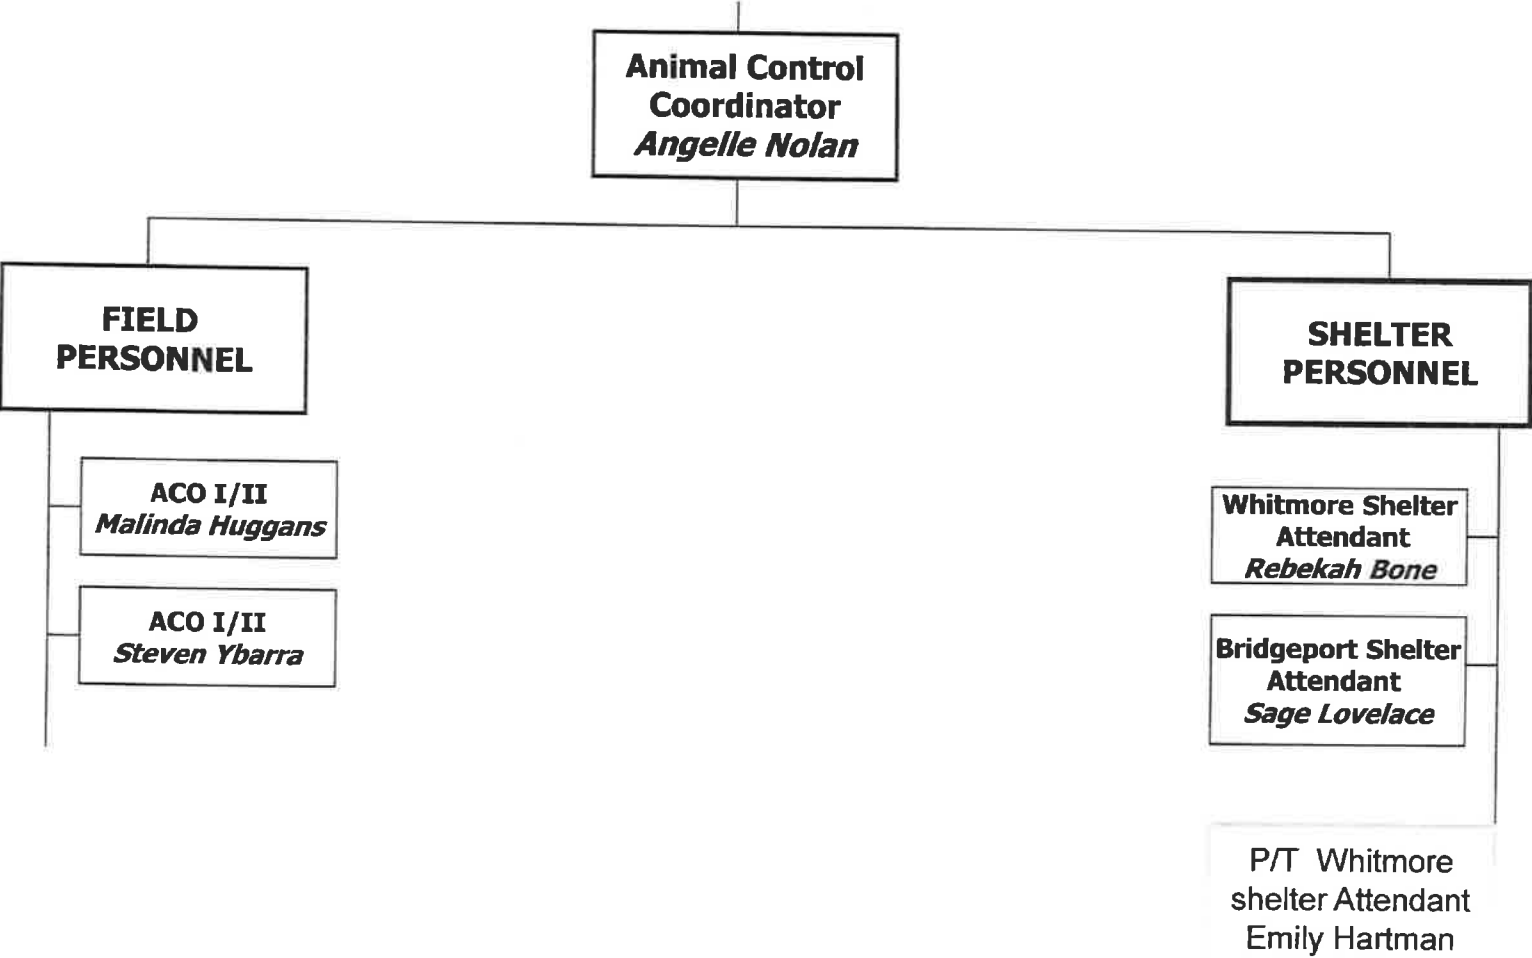 Animal Control
Coordinator
Angelle Nolan
FIELD
PERSONNEL
SHELTER
PERSONNEL
ACO I/II
Malinda Huggans
ACO I/II
Steven Ybarra
Whitmore Shelter
Attendant
Rebekah Bone
Bridgeport Shelter
Attendant
Sage Lovelace
P/T Whitmore
shelter Attendant
Emily Hartman